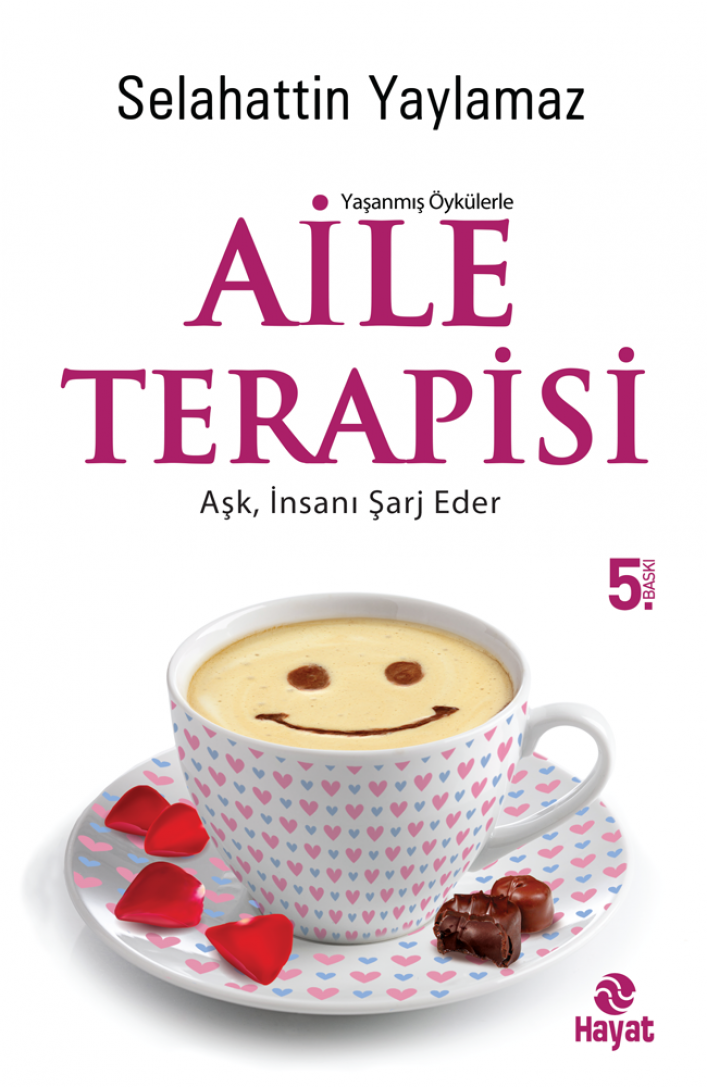 Selahattin Yaylamaz
Yaşanmış Öykülerle
AİLE
TERAPİSİ
Aşk, İnsanı Şarj Eder
5. BASKI
Hayat